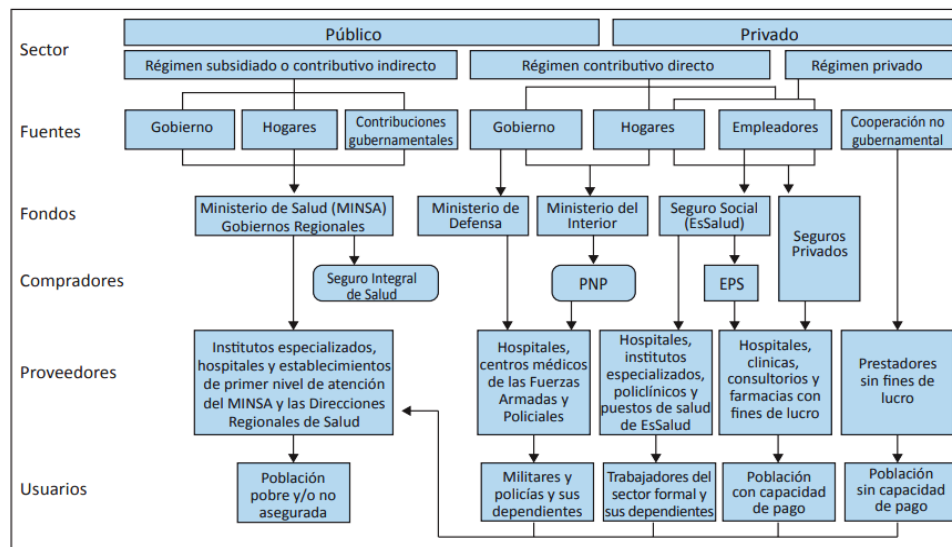 Sector
Público
Privado
Régimen subsidiado o contributivo indirecto
Régimen contributivo directo
Régimen privado
Fuentes
Gobierno
Hogares
Contribuciones
gubernamentales
Gobierno
Hogares
Empleadores
Cooperación no
gubernamental
Fondos
Ministerio de Salud (MINSA)
Gobiernos Regionales
Ministerio de
Defensa
Ministerio del
Interior
Seguro Social
(EsSalud)
Seguros
Privados
Compradores
Seguro Integral
de Salud
PNP
EPS
Proveedores
Institutos especializados,
hospitales y establecimientos
de primer nivel de atención
del MINSA y las Direcciones
Regionales de Salud
Hospitales,
centros médicos
de las Fuerzas
Armadas y
Policiales
Hospitales,
institutos
especializados,
policlínicos y
puestos de salud
de EsSalud
Hospitales,
clinicas,
consultorios y
farmacias con
fines de lucro
Prestadores
sin fines de
lucro
Usuarios
Población
pobre y/o no
asegurada
Militares y
policías y sus
dependientes
Trabajadores del
sector formal y
sus dependientes
Población
con capacidad
de pago
Población
sin capacidad
de pago